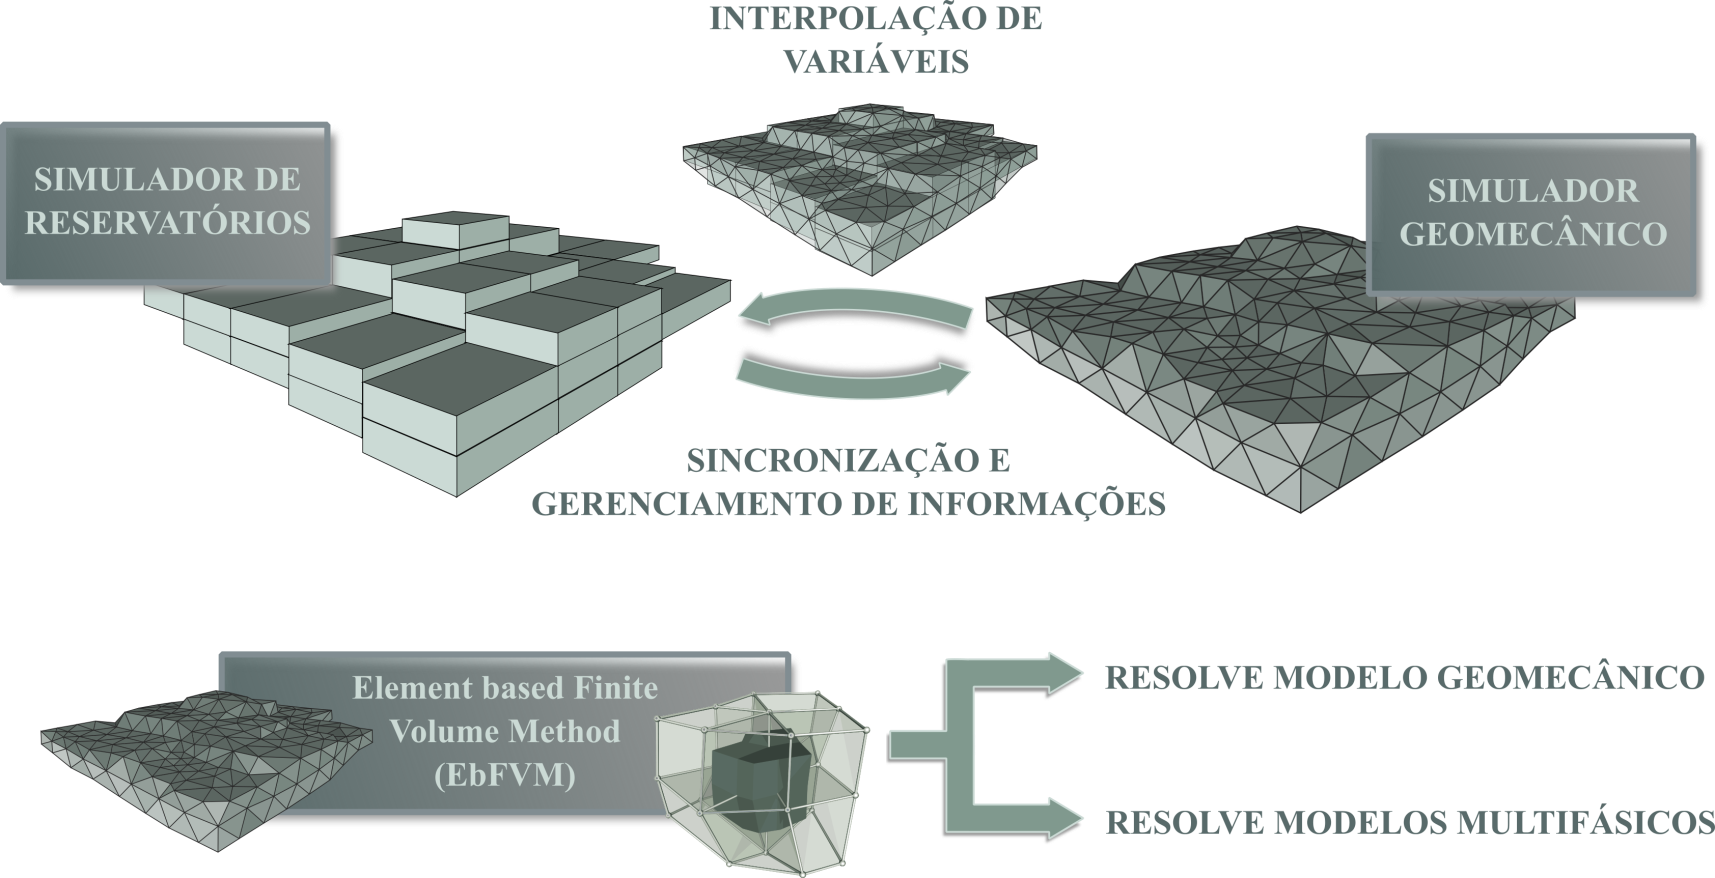 INTERPOLAÇÃO DE
VARIÁVEIS
SIMULADOR DE
RESERVATÓRIOS
SIMULADOR
GEOMECÂNICO
SINCRONIZAÇÃO E
GERENCIAMENTO DE INFORMAÇÕES
Element based Finite
Volume Method
(EbFVM)
RESOLVE MODELO GEOMECÂNICO
RESOLVE MODELOS MULTIFÁSICOS